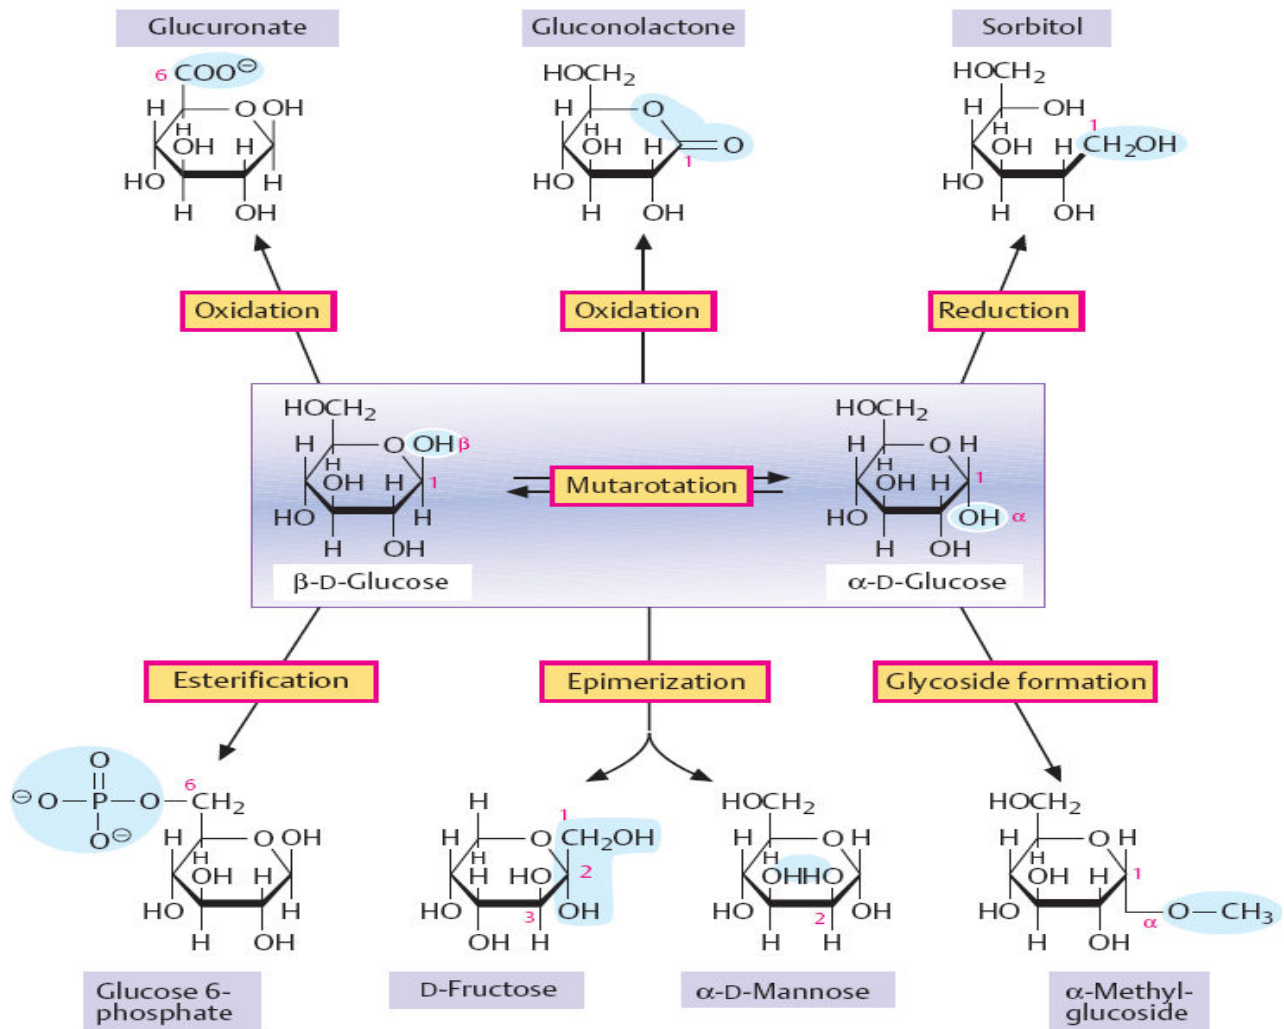 Glucuronate
Gluconolactone
Sorbitol
6 COO⊖
H O OH
H
OH H
HO H
H OH
HOCH2
H O
H
OH H O
1
HO
H OH
HOCH2
H OH
H 1
OH H CH2OH
HO
H OH
Oxidation
Oxidation
Reduction
HOCH2
H O OH β
H
OH H 1
HO H
H OH
β-D-Glucose
Mutarotation
HOCH2
H O H
H
OH H 1
HO OH α
H OH
α-D-Glucose
Esterification
Epimerization
Glycoside formation
O
⊖ O P O CH2
6
O⊖
H O OH
H
OH H
HO H
H OH
Glucose 6-
phosphate
H
1
H O CH2OH
H HO 2
HO 3 OH
OH H
D-Fructose
HOCH2
H O H
H
OHHO
HO 2 OH
H H
α-D-Mannose
HOCH2
H O H
H
OH H 1
HO α O CH3
H OH
α-Methyl-
glucoside